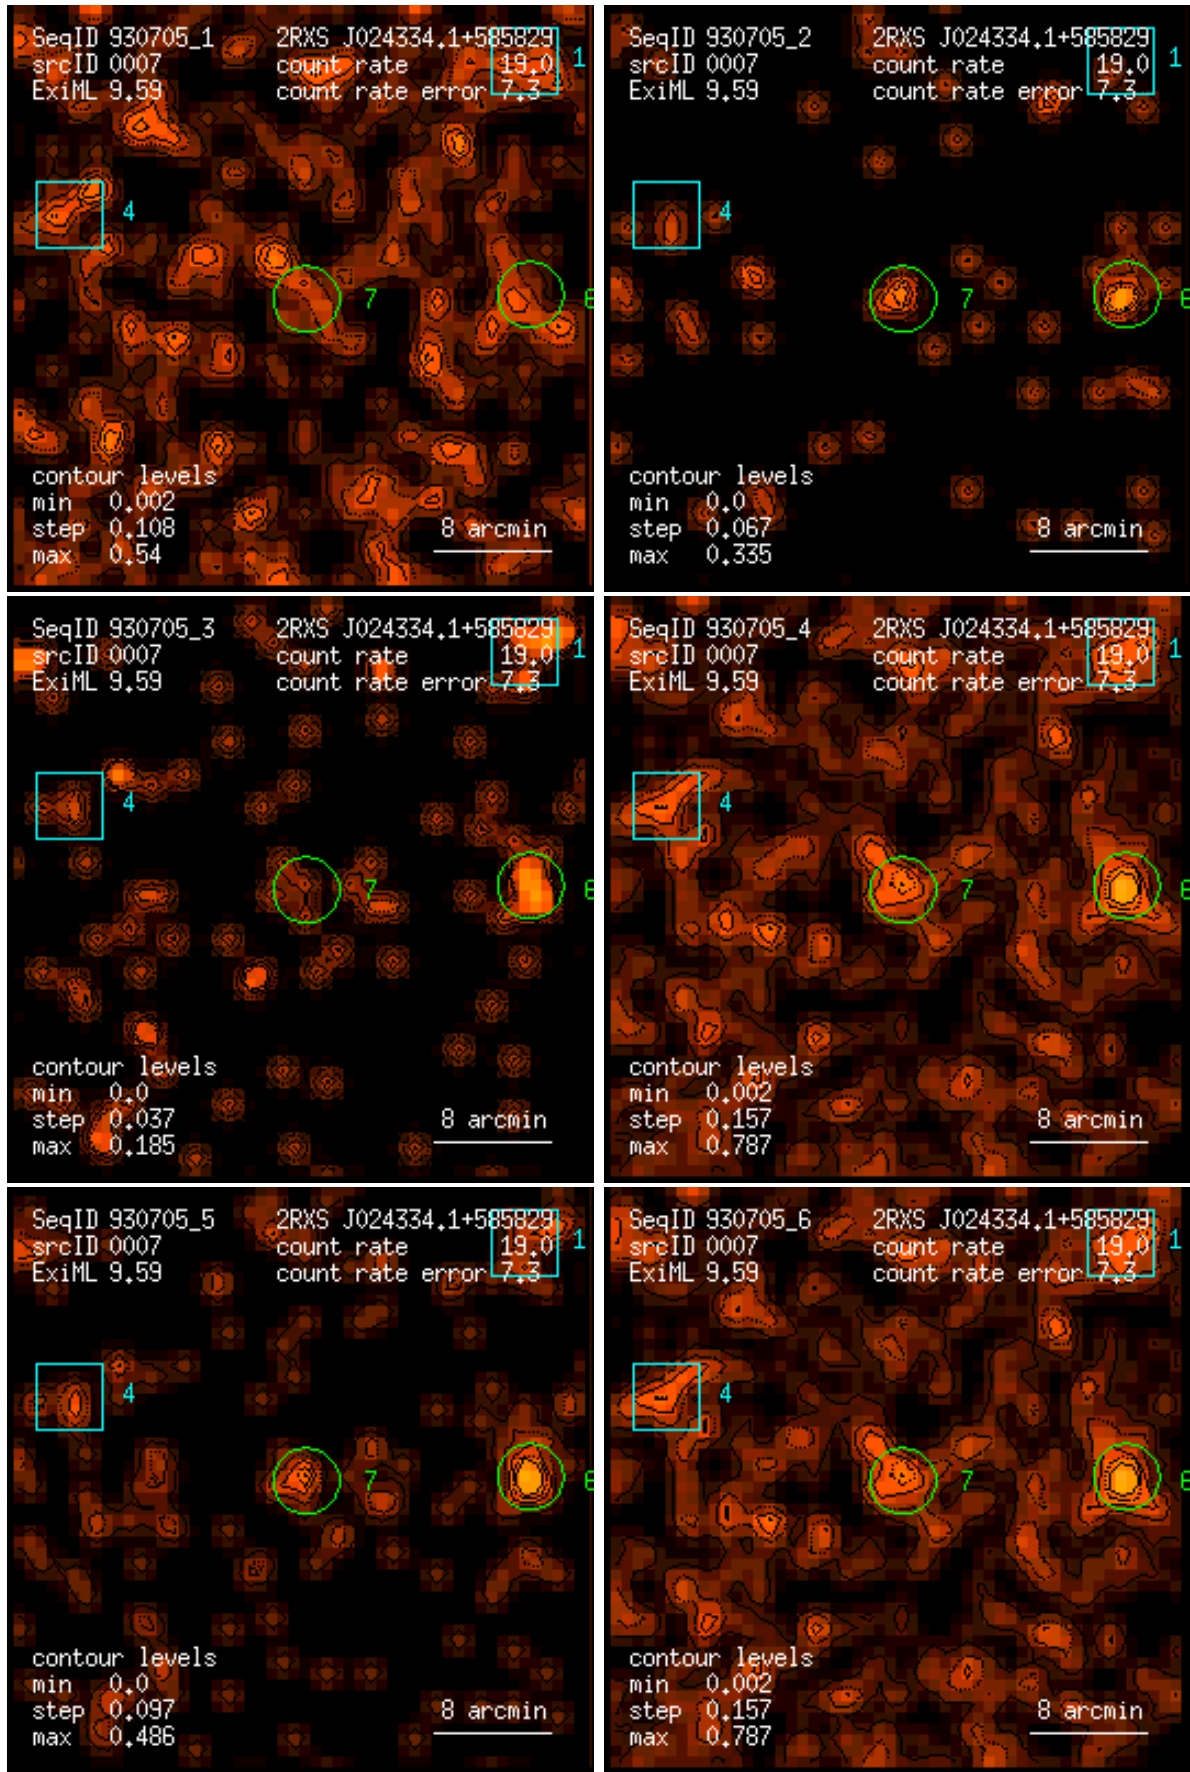 SeqID 930705_1 2RXS J024334.1+585829
srcID 0007 count rate 19.0 1
ExiML 9.59 count rate error 7.3
4
7
6
contour levels
min 0.002
step 0.108 8 arcmin
max 0.54
SeqID 930705_2 2RXS J024334.1+585829
srcID 0007 count rate 19.0 1
ExiML 9.59 count rate error 7.3
4
7
6
contour levels
min 0.0
step 0.067 8 arcmin
max 0.335
SeqID 930705_3 2RXS J024334.1+585829
srcID 0007 count rate 19.0 1
ExiML 9.59 count rate error 7.3
4
7
6
contour levels
min 0.0
step 0.037 8 arcmin
max 0.185
SeqID 930705_4 2RXS J024334.1+585829
srcID 0007 count rate 19.0 1
ExiML 9.59 count rate error 7.3
4
7
6
contour levels
min 0.002
step 0.157 8 arcmin
max 0.787
SeqID 930705_5 2RXS J024334.1+585829
srcID 0007 count rate 19.0 1
ExiML 9.59 count rate error 7.3
4
7
6
contour levels
min 0.0
step 0.097 8 arcmin
max 0.486
SeqID 930705_6 2RXS J024334.1+585829
srcID 0007 count rate 19.0 1
ExiML 9.59 count rate error 7.3
4
7
6
contour levels
min 0.002
step 0.157 8 arcmin
max 0.787